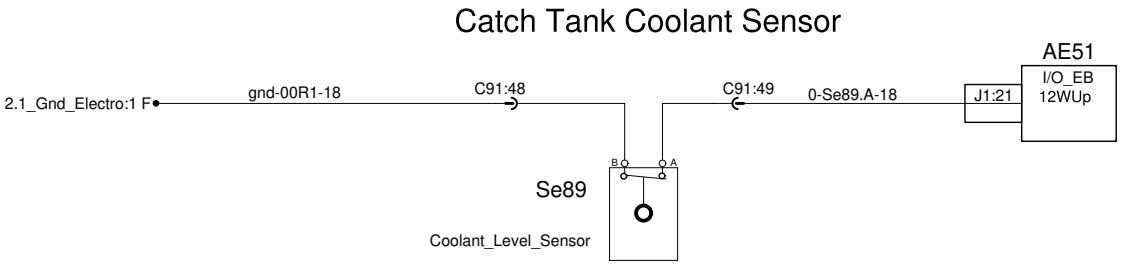 Catch Tank Coolant Sensor
AE51
I/O_EB
12WUp
J1:21
2.1_Gnd_Electro:1 F
gnd-00R1-18
C91:48
C91:49
0-Se89.A-18
B
A
Se89
Coolant_Level_Sensor